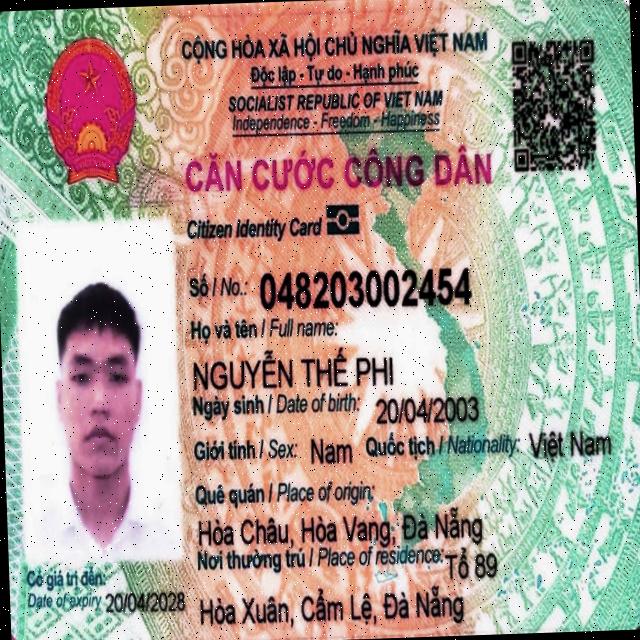 CỘNG HÒA XÃ HỘI CHỦ NGHĨA VIỆT NAM
Độc lập - Tự do - Hạnh phúc
SOCIALIST REPUBLIC OF VIET NAM
Independence - Freedom - Happiness
CĂN CƯỚC CÔNG DÂN
Citizen Identity Card
Số / No.: 048203002454
Họ và tên / Full name:
NGUYỄN THẾ PHI
Ngày sinh / Date of birth: 20/04/2003
Giới tính / Sex: Nam Quốc tịch / Nationality: Việt Nam
Quê quán / Place of origin:
Hòa Châu, Hòa Vang, Đà Nẵng
Nơi thường trú / Place of residence: Tổ 89
Hòa Xuân, Cẩm Lệ, Đà Nẵng
Có giá trị đến:
Date of expiry 20/04/2028